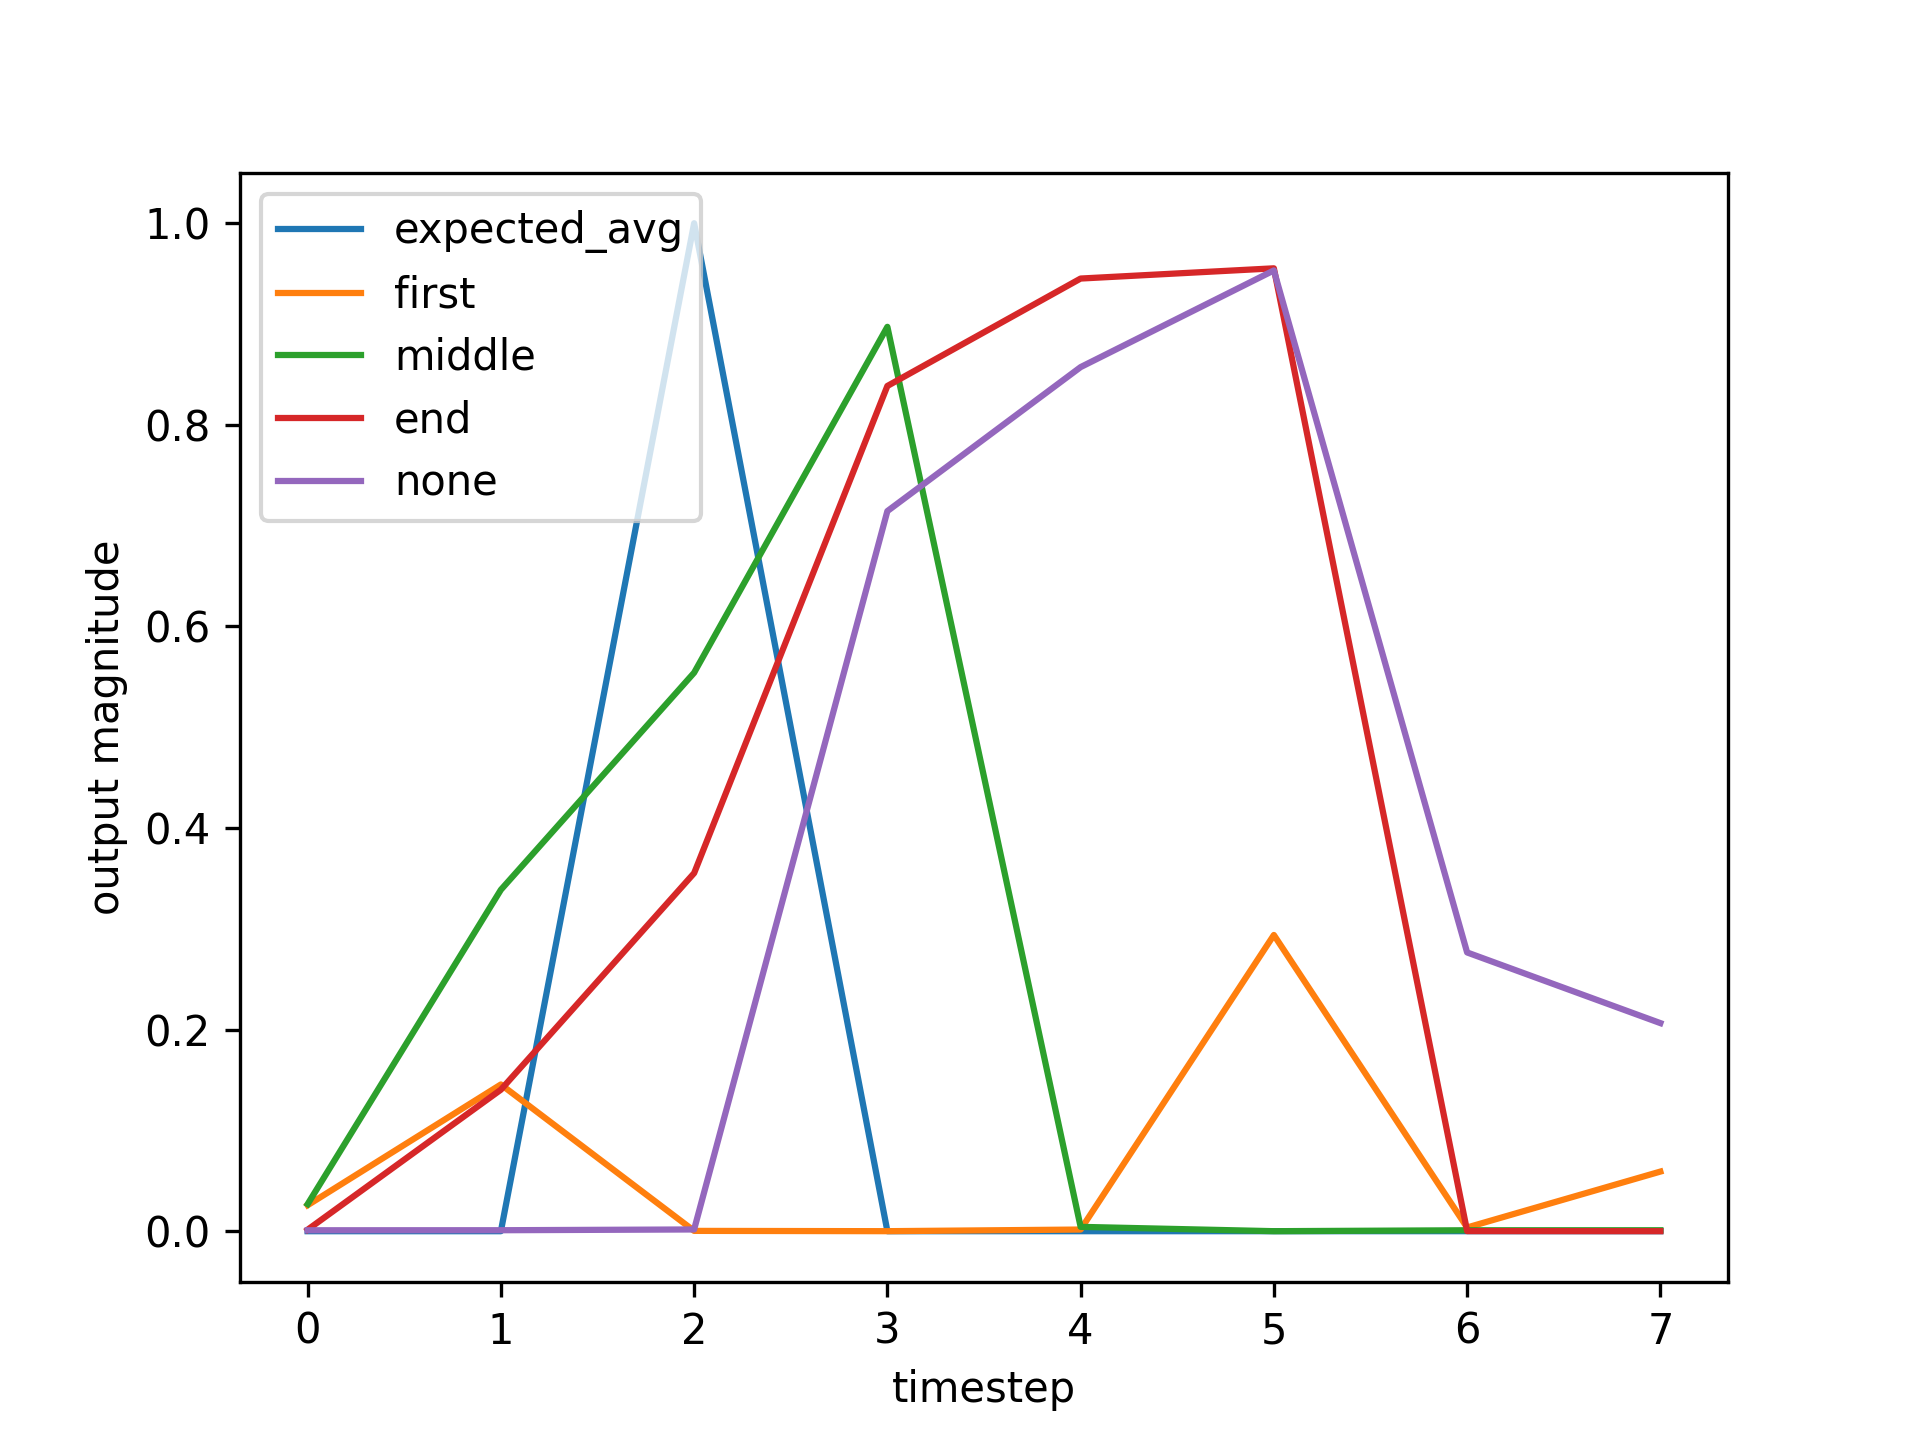 expected_avg
first
middle
end
none
1.0
0.8
0.6
0.4
0.2
0.0
output magnitude
0 1 2 3 4 5 6 7
timestep